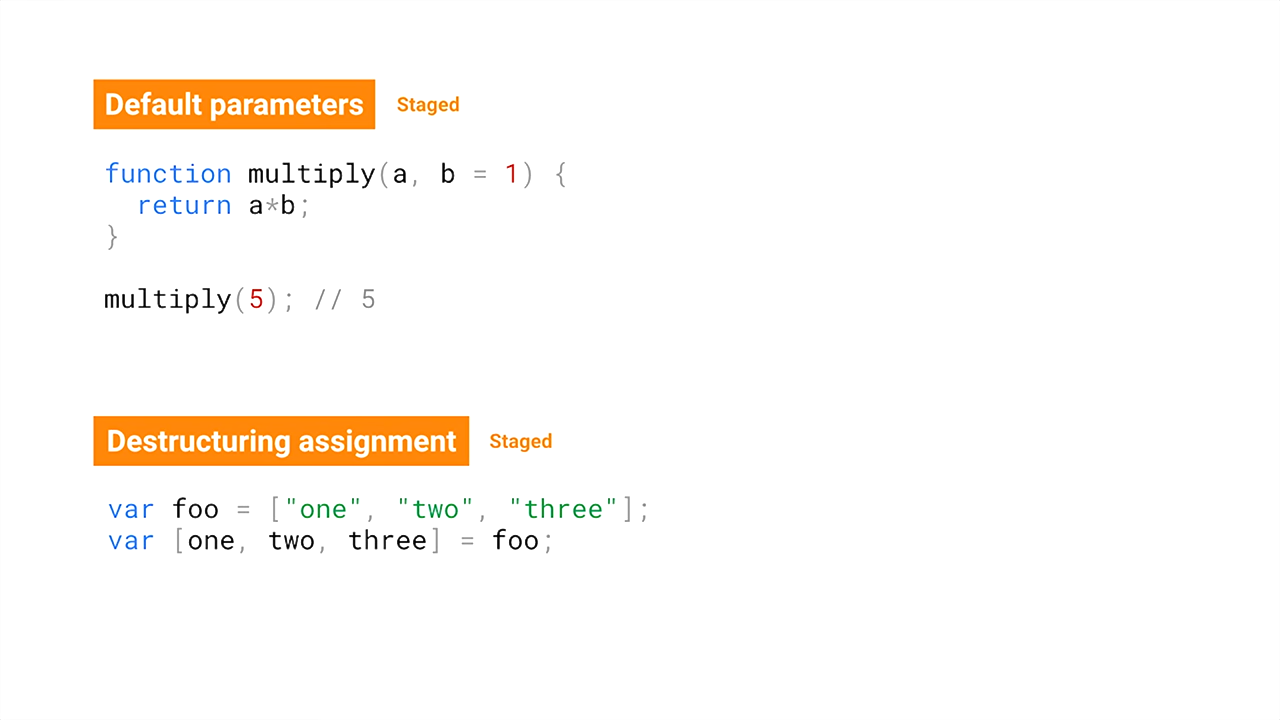 Default parameters Staged
function multiply(a, b = 1) {
  return a*b;
}
multiply(5); // 5
Destructuring assignment Staged
var foo = ["one", "two", "three"];
var [one, two, three] = foo;